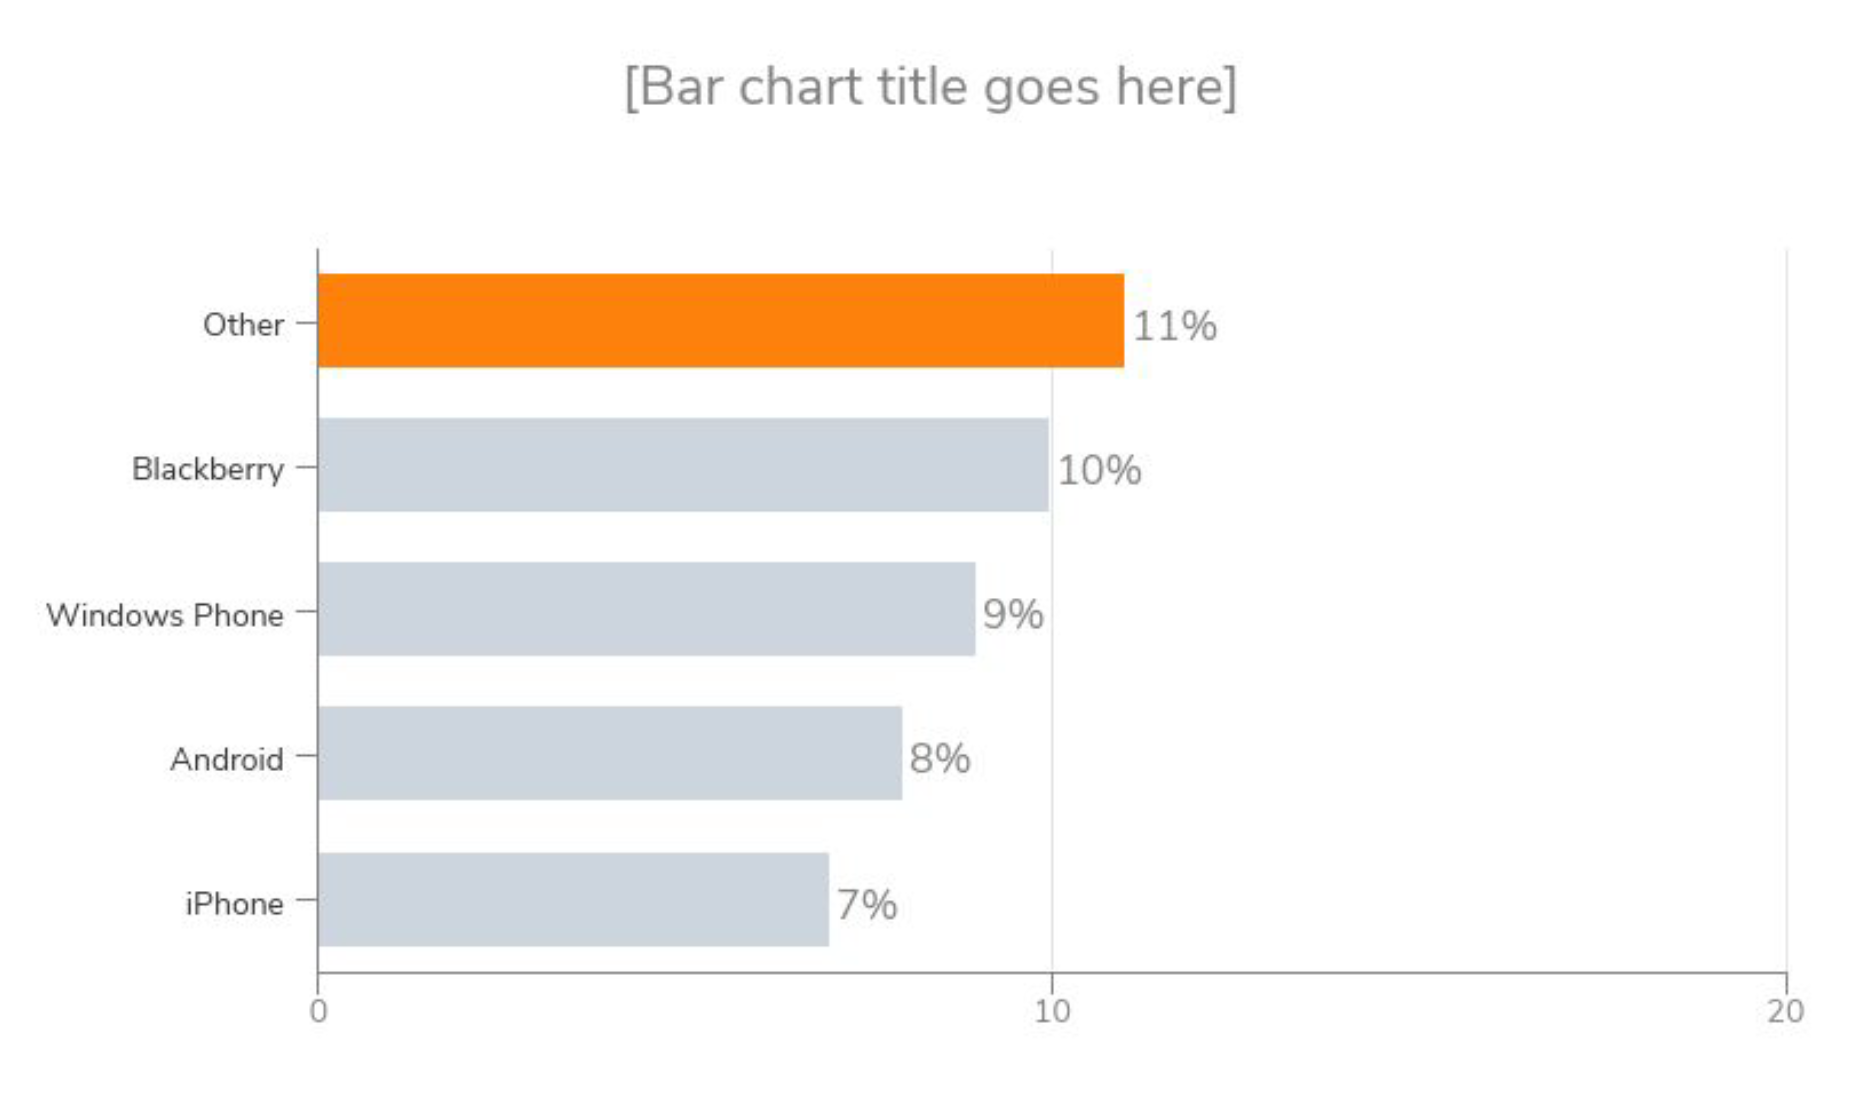 [Bar chart title goes here]
Other 11%
Blackberry 10%
Windows Phone 9%
Android 8%
iPhone 7%
0 10 20